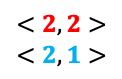 < 2, 2 >
< 2, 1 >